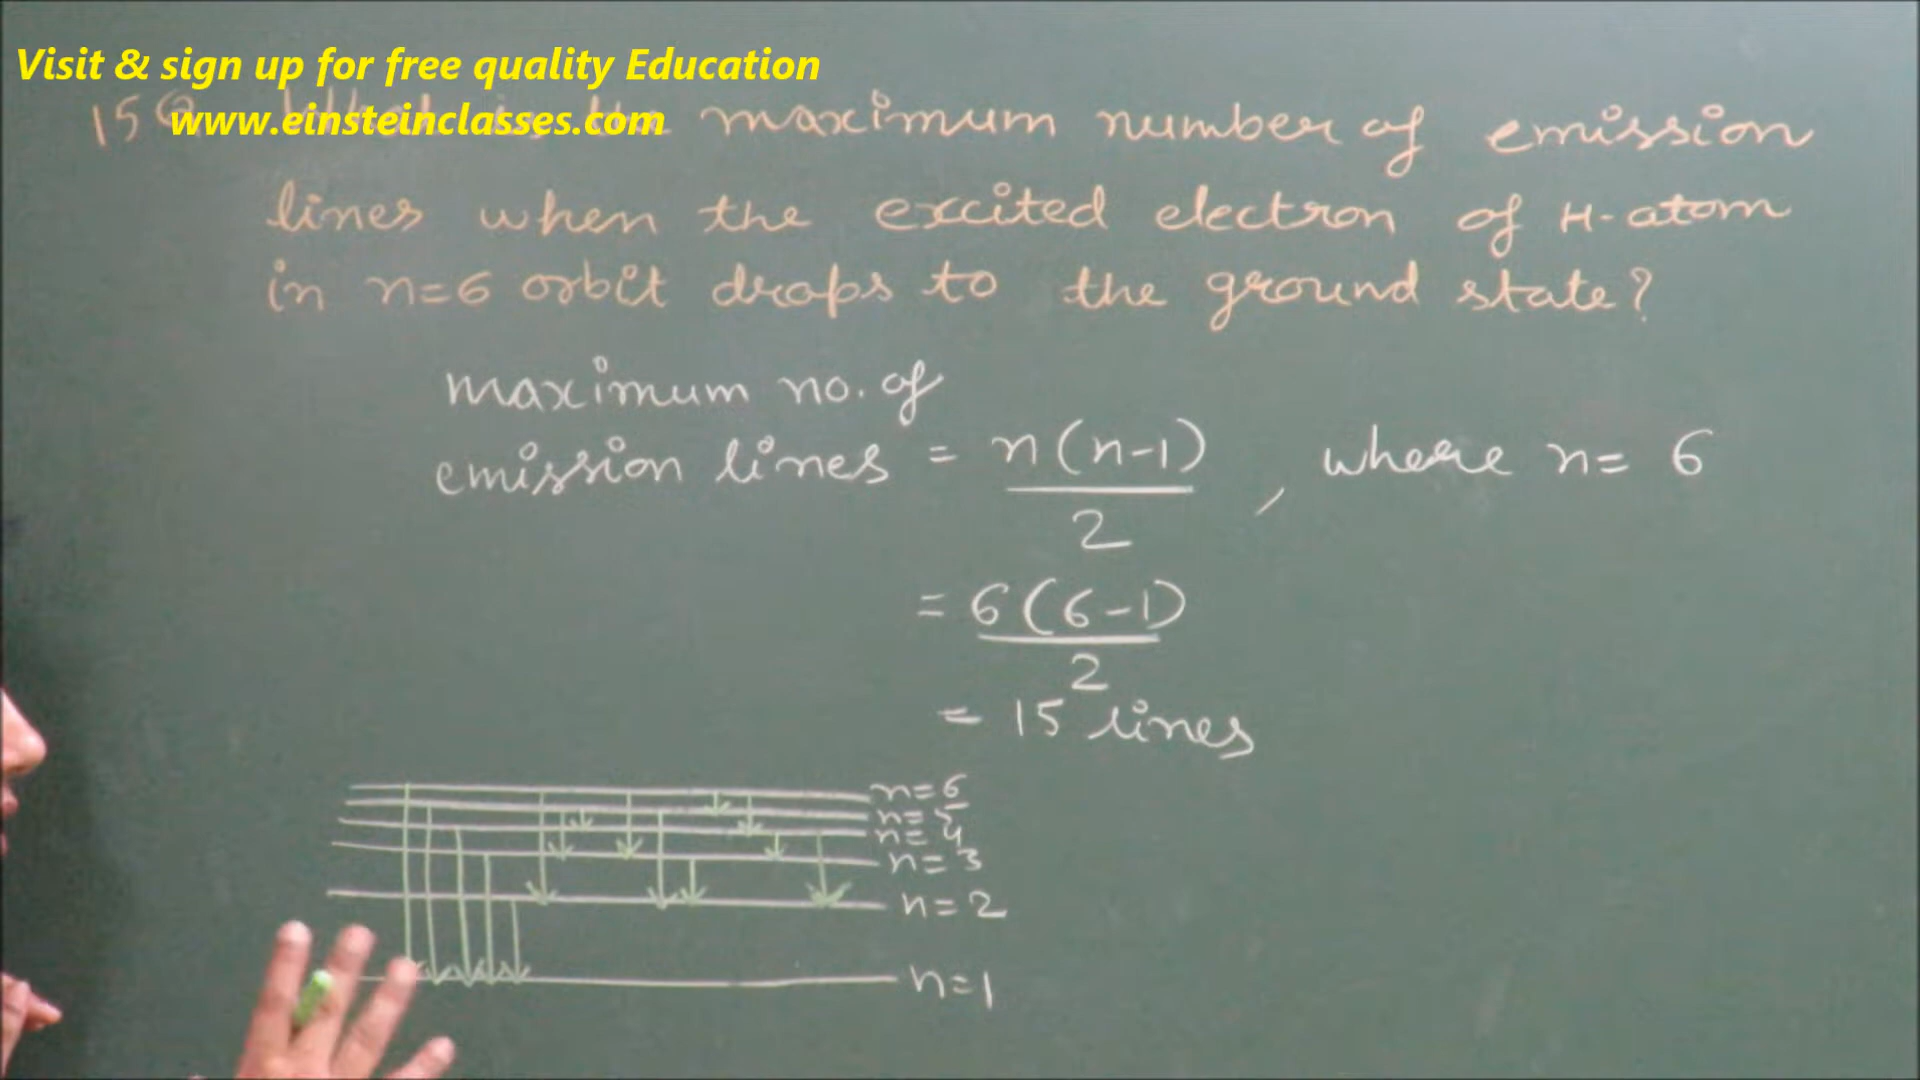 Visit & sign up for free quality Education
www.einsteinclasses.com
15 maximum number of emission
lines when the excited electron of H-atom
in n=6 orbit drops to the ground state?
maximum no. of
emission lines = n(n-1) , where n= 6
2
= 6(6-1)
2
= 15 lines
n=6
n=5
n=4
n=3
n=2
n=1